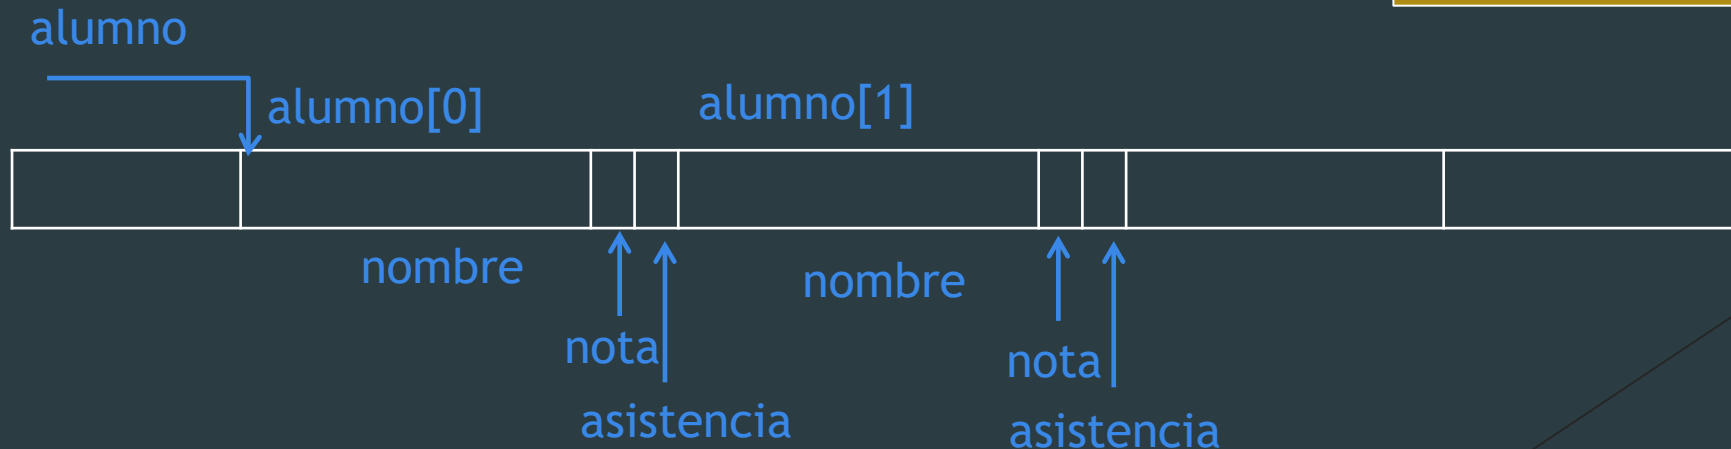 alumno
alumno[0]
alumno[1]
nombre
nombre
nota
nota
asistencia
asistencia